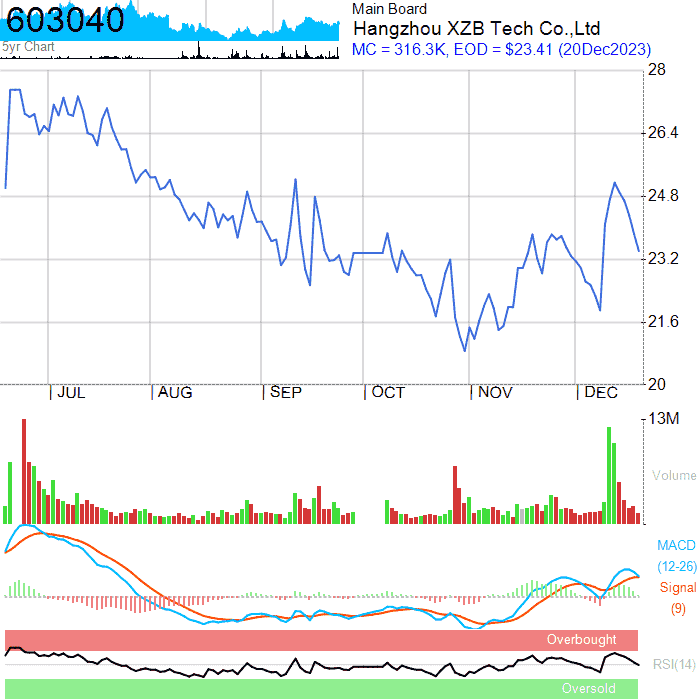 603040
5yr Chart
Main Board
Hangzhou XZB Tech Co.,Ltd
MC = 316.3K, EOD = $23.41 (20Dec2023)
28
26.4
24.8
23.2
21.6
20
JUL AUG SEP OCT NOV DEC
13M
Volume
MACD
(12-26)
Signal
(9)
Overbought
RSI(14)
Oversold